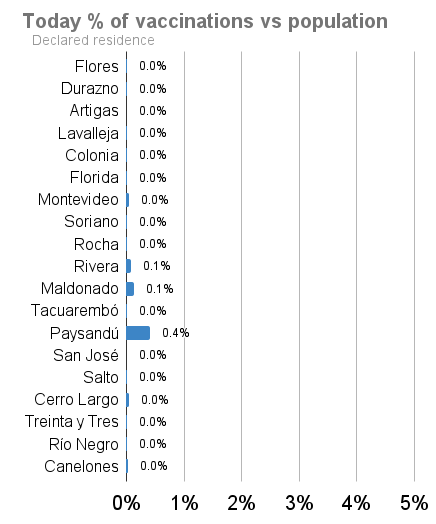 Today % of vaccinations vs population
Declared residence
Flores 0.0%
Durazno 0.0%
Artigas 0.0%
Lavalleja 0.0%
Colonia 0.0%
Florida 0.0%
Montevideo 0.0%
Soriano 0.0%
Rocha 0.0%
Rivera 0.1%
Maldonado 0.1%
Tacuarembó 0.0%
Paysandú 0.4%
San José 0.0%
Salto 0.0%
Cerro Largo 0.0%
Treinta y Tres 0.0%
Río Negro 0.0%
Canelones 0.0%
0% 1% 2% 3% 4% 5%